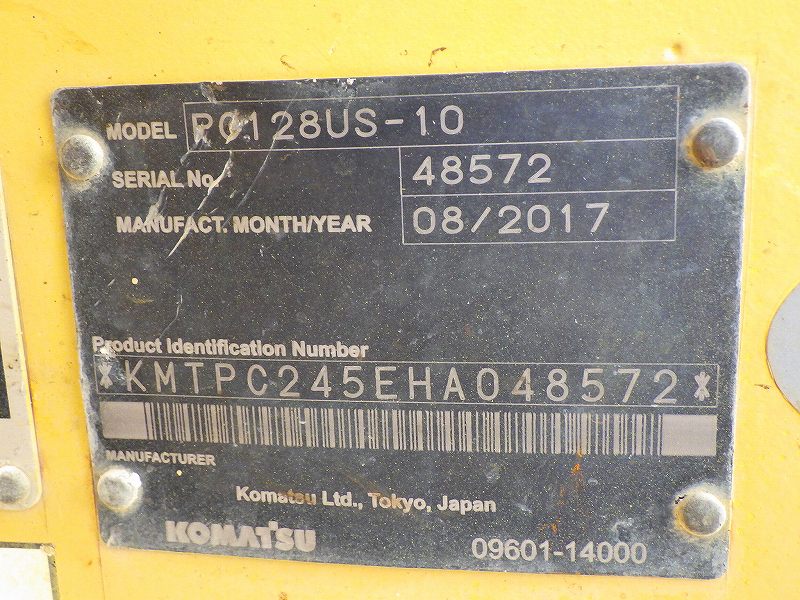 MODEL PC128US-10
SERIAL No. 48572
MANUFACT. MONTH/YEAR 08/2017
Product Identification Number
*KMTPC245EHA048572*
MANUFACTURER
Komatsu Ltd., Tokyo, Japan
KOMATSU 09601-14000